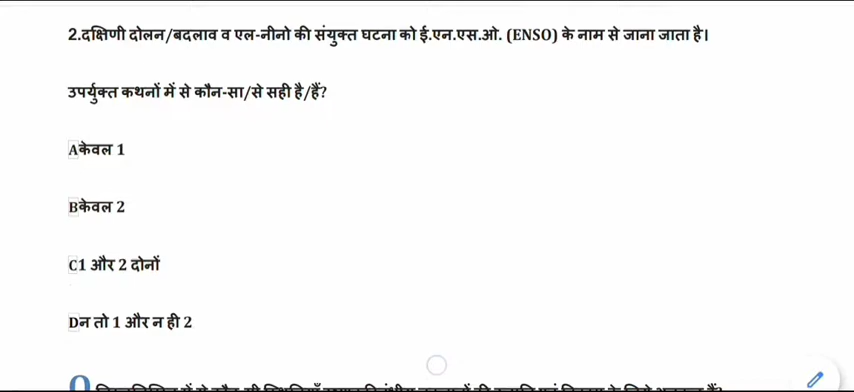 2.दक्षिणी दोलन/बदलाव व एल-नीनो की संयुक्त घटना को ई.एन.एस.ओ. (ENSO) के नाम से जाना जाता है।
उपर्युक्त कथनों में से कौन-सा/से सही है/हैं?
Aकेवल 1
Bकेवल 2
C1 और 2 दोनों
Dन तो 1 और न ही 2